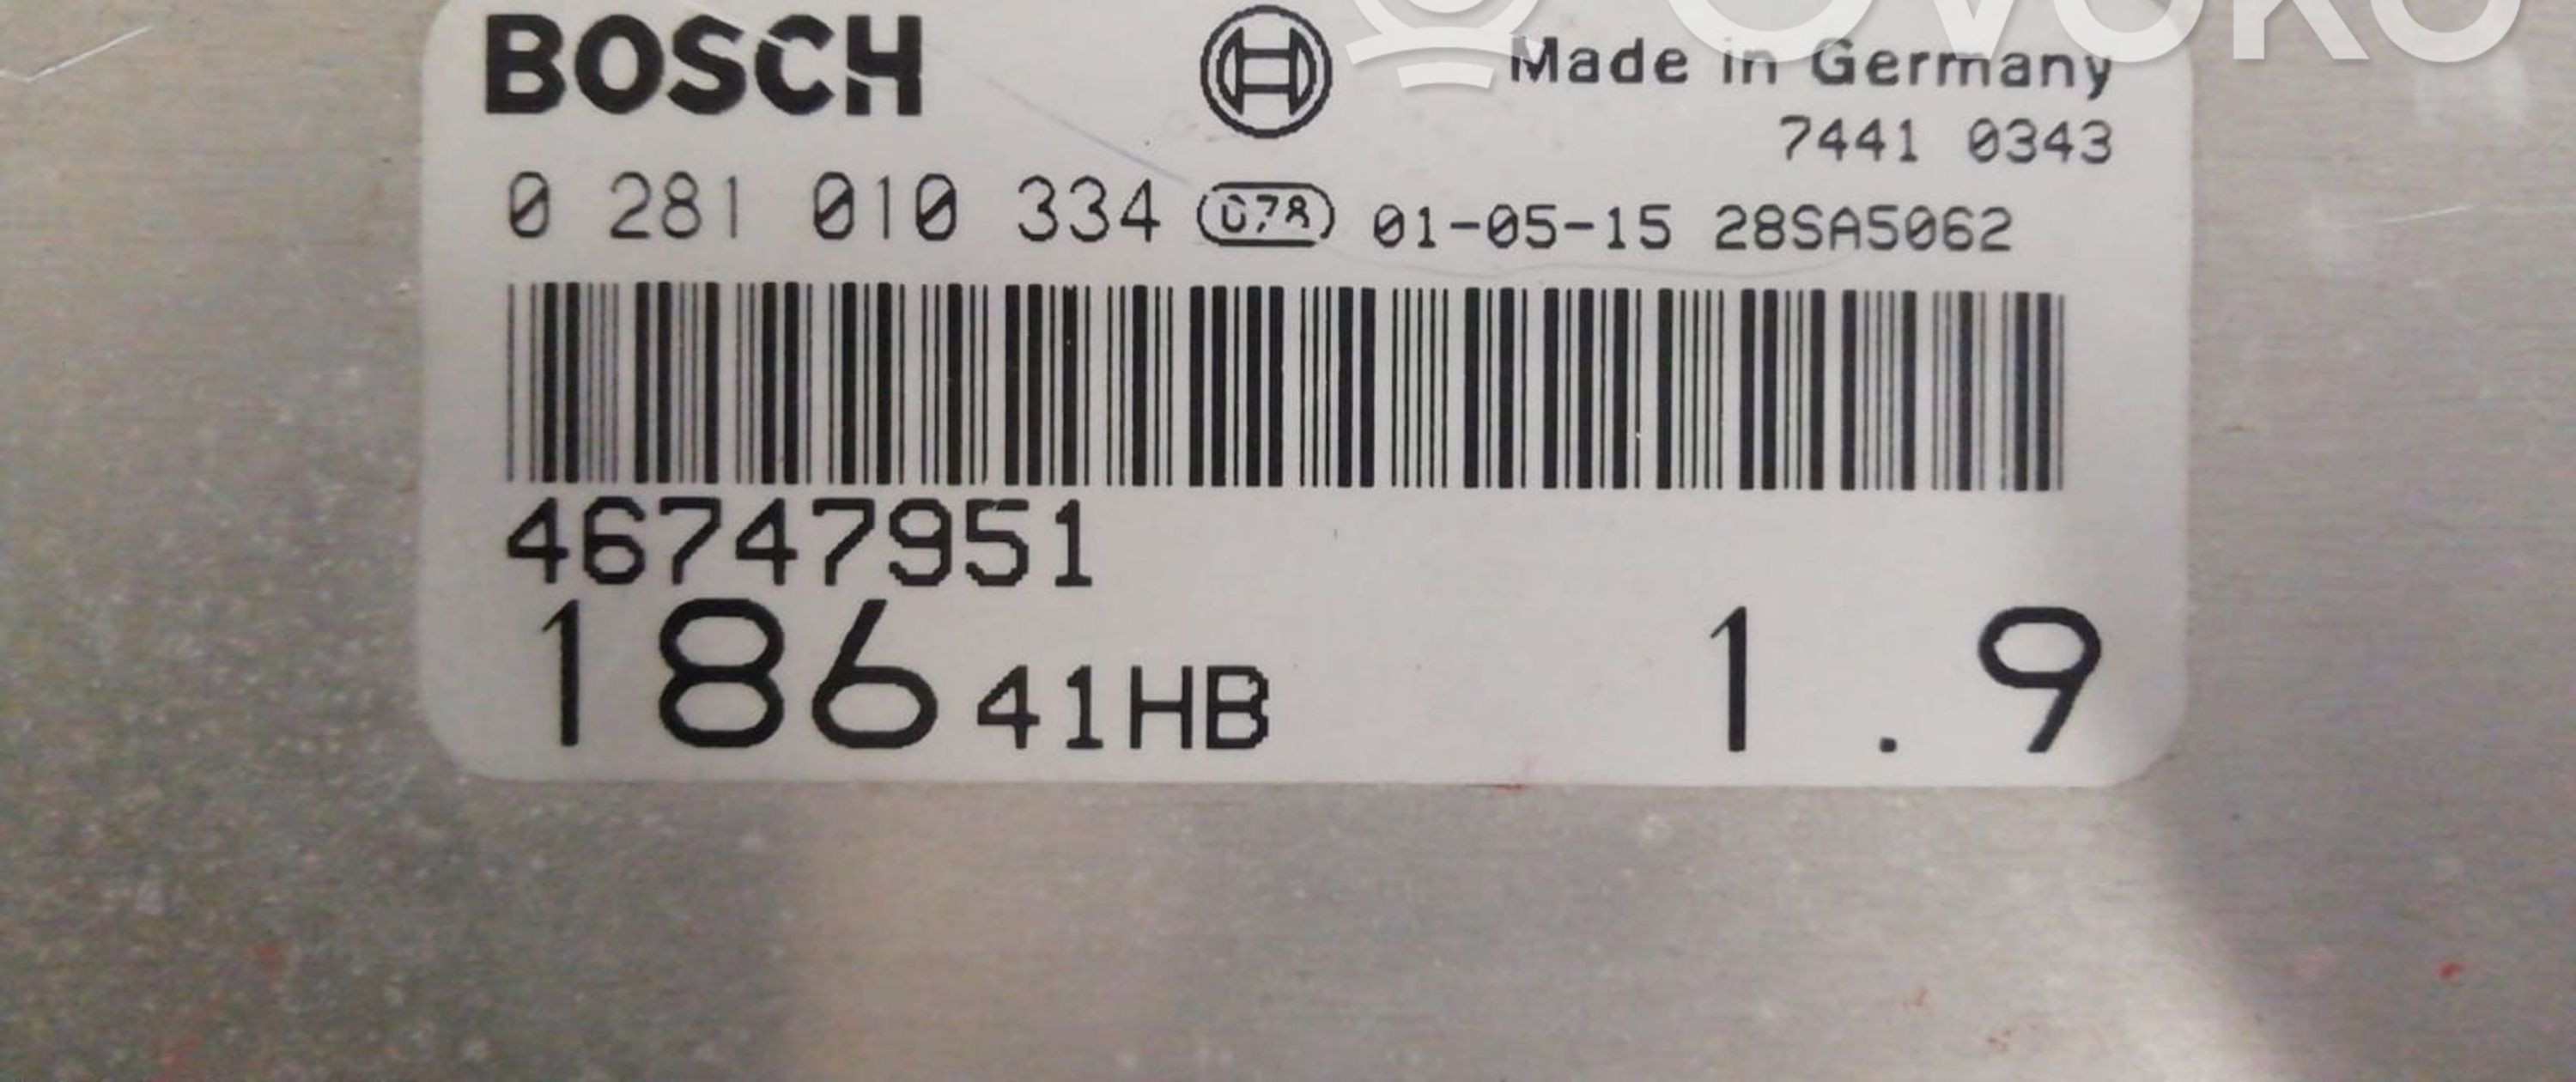 OVOKO
BOSCH
Made in Germany
7441 0343
0 281 010 334 078 01-05-15 28SA5062
46747951
186 41HB 1.9